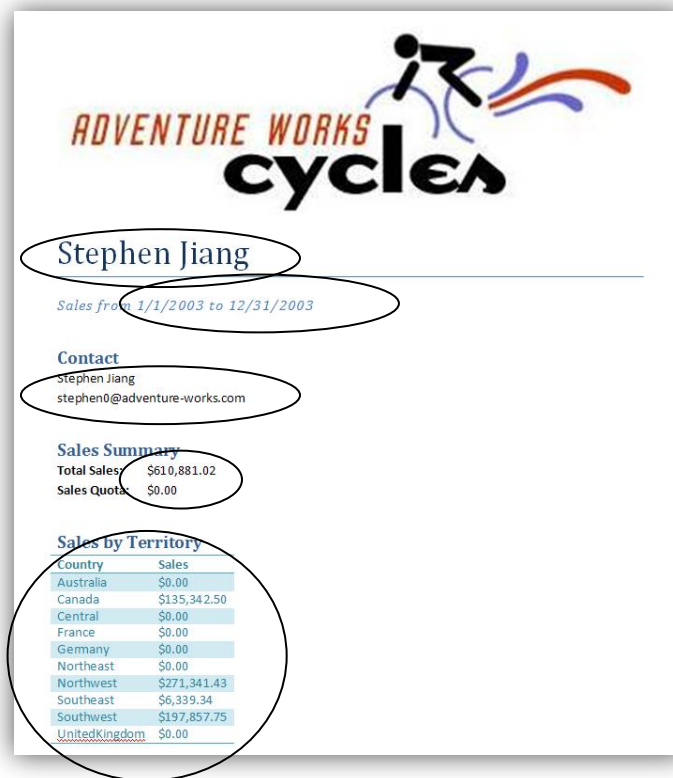 ADVENTURE WORKS
cycles
Stephen Jiang
Sales from 1/1/2003 to 12/31/2003
Contact
Stephen Jiang
stephen0@adventure-works.com
Sales Summary
Total Sales: $610,881.02
Sales Quota: $0.00
Sales by Territory
Country Sales
Australia $0.00
Canada $135,342.50
Central $0.00
France $0.00
Germany $0.00
Northeast $0.00
Northwest $271,341.43
Southeast $6,339.34
Southwest $197,857.75
UnitedKingdom $0.00